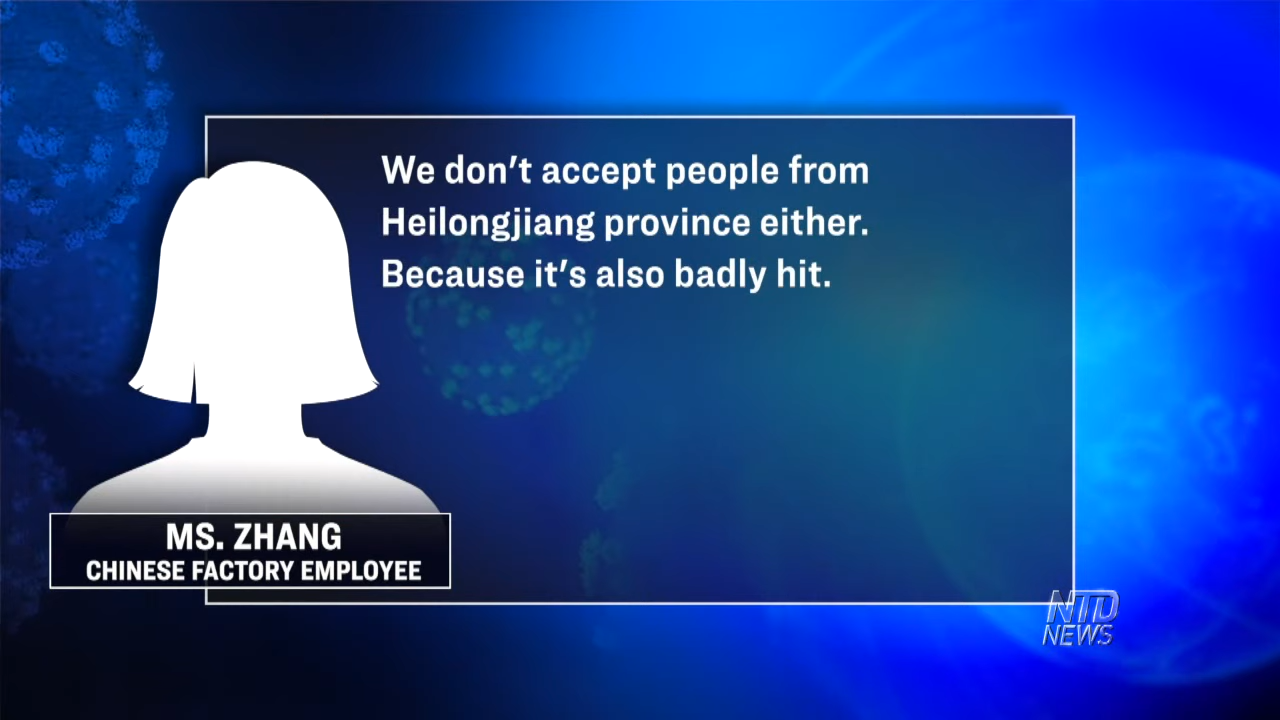 We don't accept people from
Heilongjiang province either.
Because it's also badly hit.
MS. ZHANG
CHINESE FACTORY EMPLOYEE
NTD
NEWS